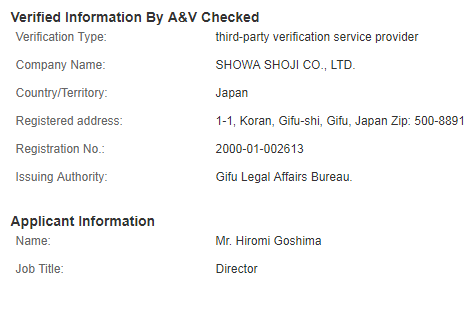 Verified Information By A&V Checked
Verification Type: third-party verification service provider
Company Name: SHOWA SHOJI CO., LTD.
Country/Territory: Japan
Registered address: 1-1, Koran, Gifu-shi, Gifu, Japan Zip: 500-8891
Registration No.: 2000-01-002613
Issuing Authority: Gifu Legal Affairs Bureau.
Applicant Information
Name: Mr. Hiromi Goshima
Job Title: Director